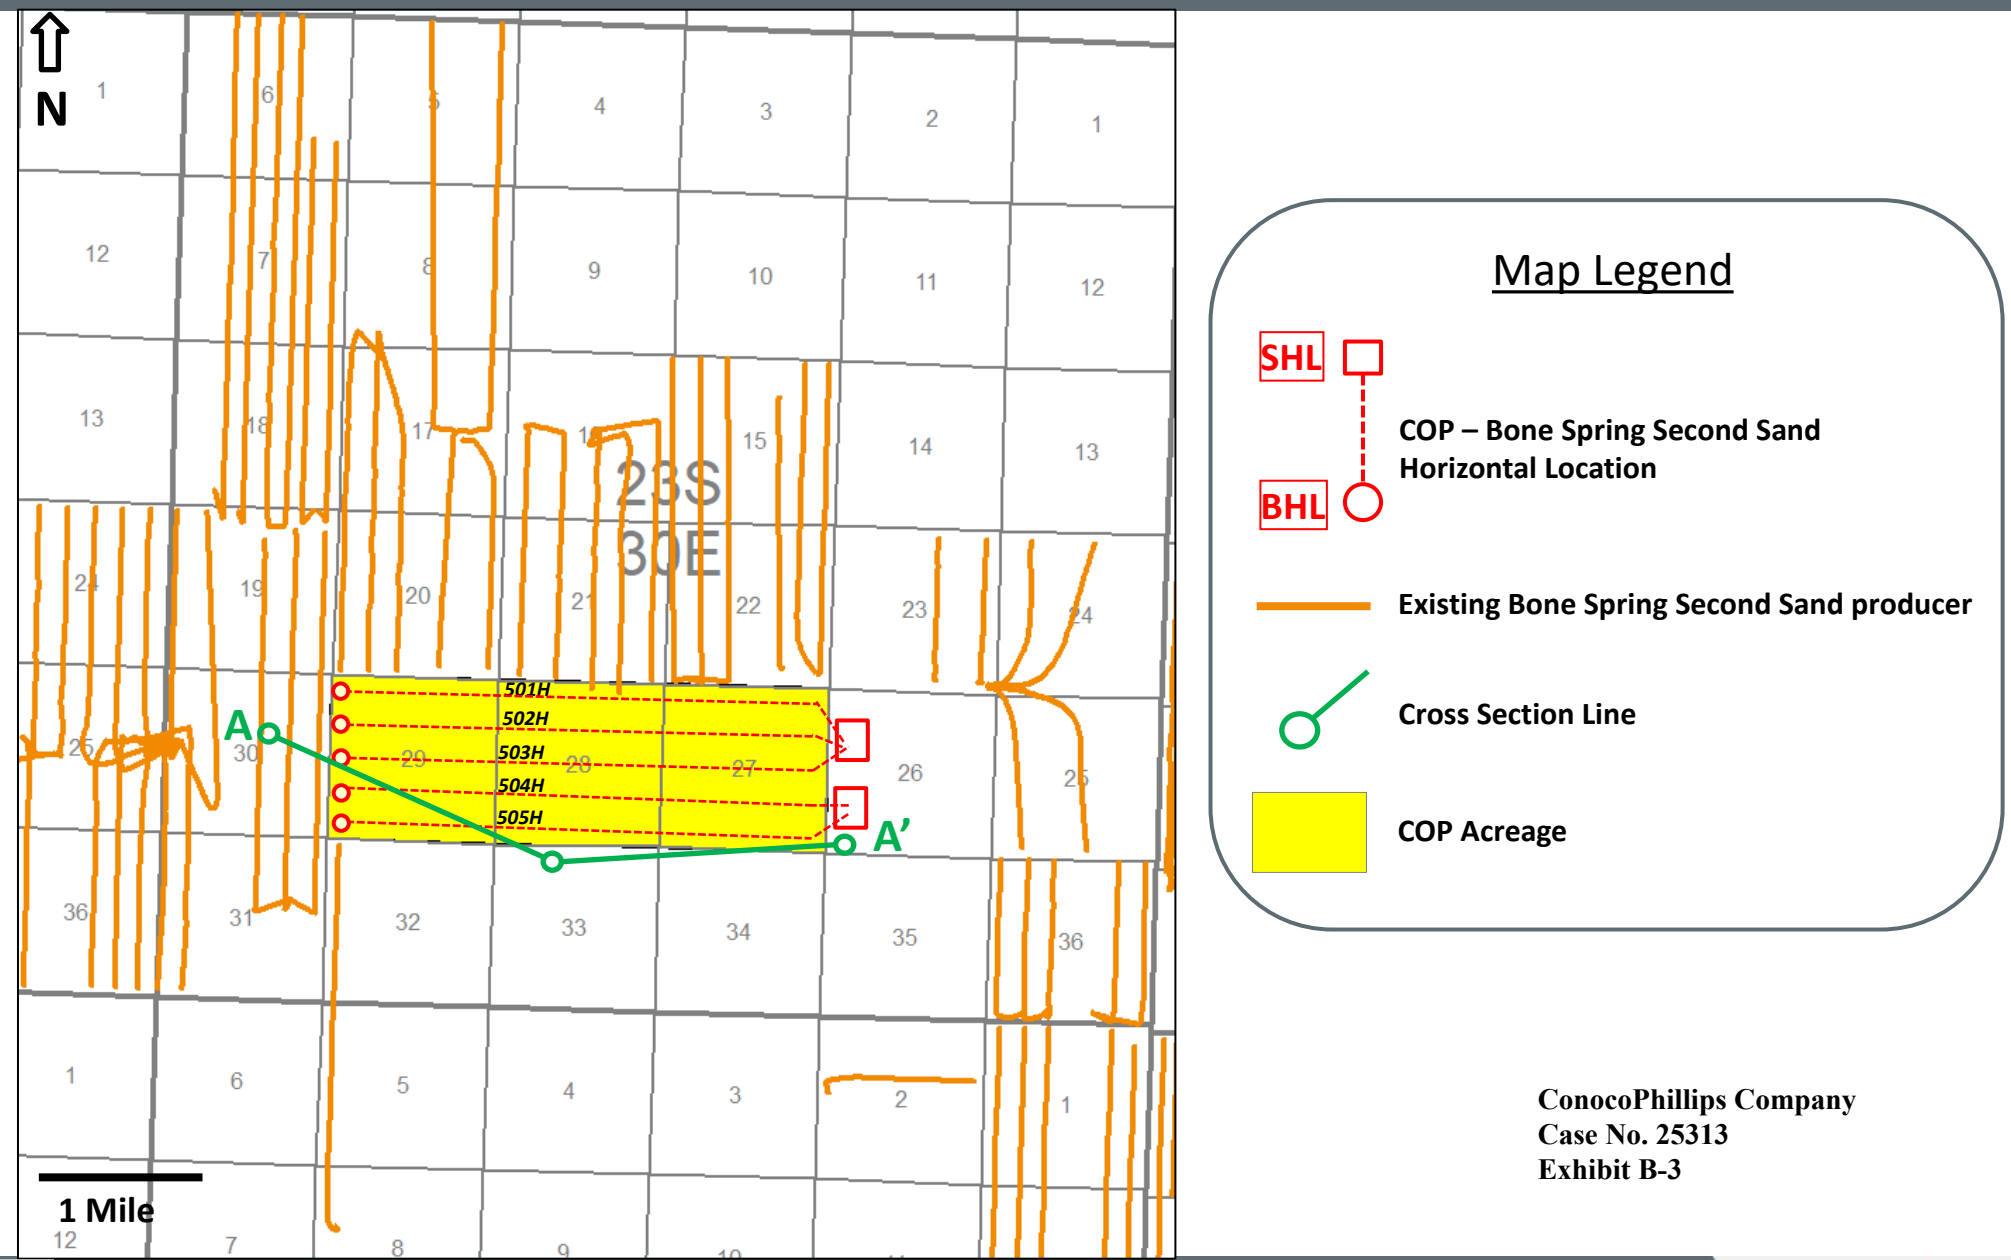 N
1
6
5
4
3
2
1
12
7
8
9
10
11
12
13
18
17
16
15
14
13
23S
30E
24
19
20
21
22
23
24
501H
502H
503H
504H
505H
A
25
30
29
28
27
26
25
A’
36
31
32
33
34
35
36
1
6
5
4
3
2
1
1 Mile
12
7
8
9
10
Map Legend
SHL
COP – Bone Spring Second Sand
Horizontal Location
BHL
Existing Bone Spring Second Sand producer
Cross Section Line
COP Acreage
ConocoPhillips Company
Case No. 25313
Exhibit B-3